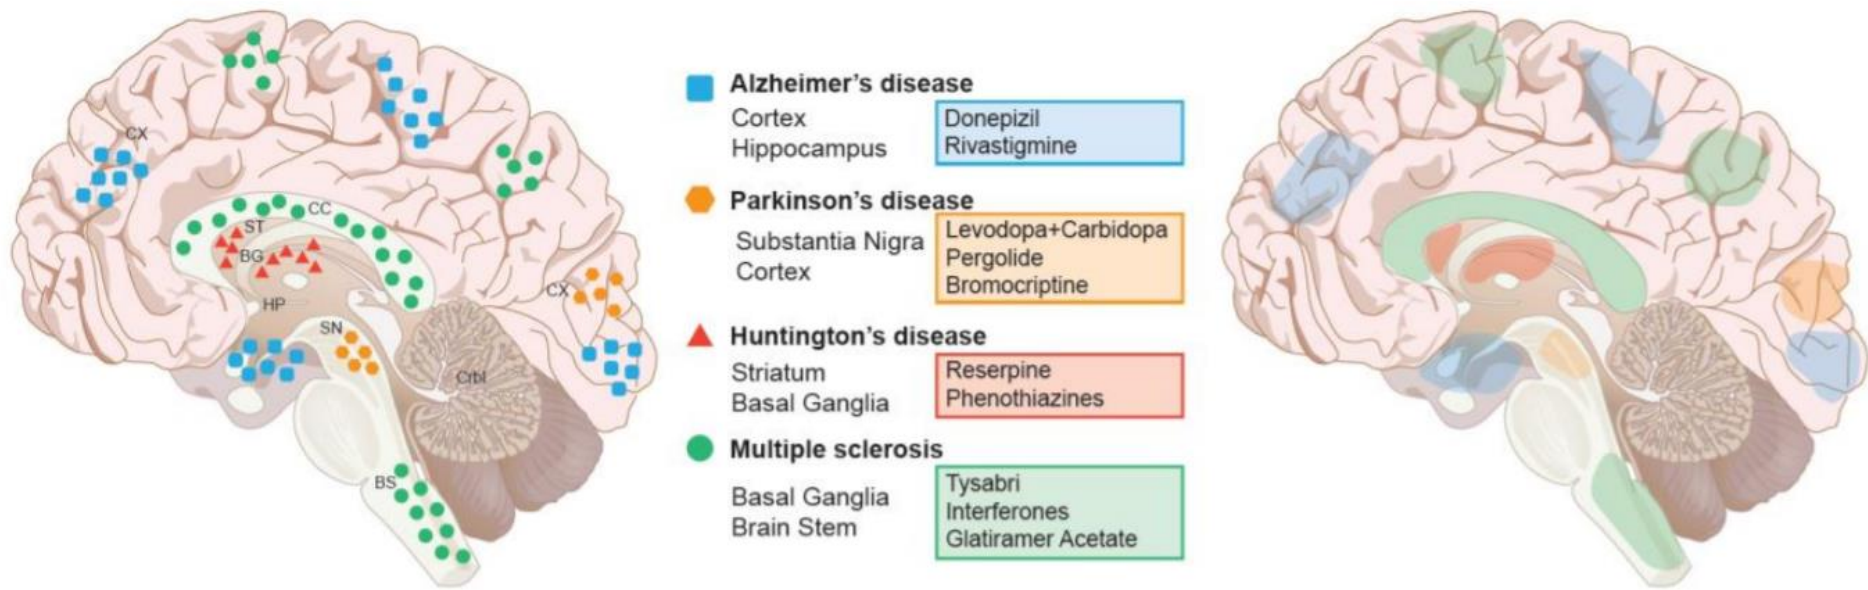 CX
CC
ST
BG
CX
HP
SN
Crbl
BS
Alzheimer's disease
Cortex
Hippocampus
Donepizil
Rivastigmine
Parkinson's disease
Substantia Nigra
Cortex
Levodopa+Carbidopa
Pergolide
Bromocriptine
Huntington's disease
Striatum
Basal Ganglia
Reserpine
Phenothiazines
Multiple sclerosis
Basal Ganglia
Brain Stem
Tysabri
Interferones
Glatiramer Acetate